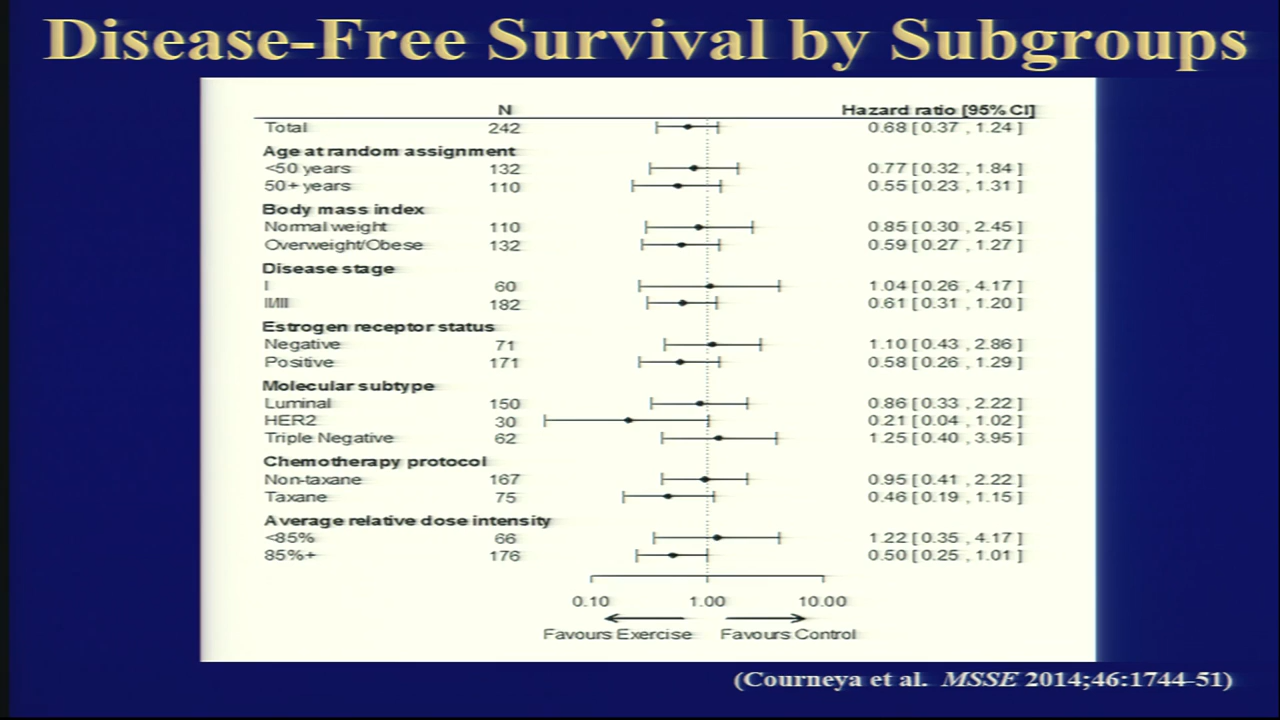 Disease-Free Survival by Subgroups
N Hazard ratio [95% CI]
Total 242 0.68 [ 0.37 , 1.24 ]
Age at random assignment
<50 years 132 0.77 [ 0.32 , 1.84 ]
50+ years 110 0.55 [ 0.23 , 1.31 ]
Body mass index
Normal weight 110 0.85 [ 0.30 , 2.45 ]
Overweight/Obese 132 0.59 [ 0.27 , 1.27 ]
Disease stage
I 60 1.04 [ 0.26 , 4.17 ]
II/III 182 0.61 [ 0.31 , 1.20 ]
Estrogen receptor status
Negative 71 1.10 [ 0.43 , 2.86 ]
Positive 171 0.58 [ 0.26 , 1.29 ]
Molecular subtype
Luminal 150 0.86 [ 0.33 , 2.22 ]
HER2 30 0.21 [ 0.04 , 1.02 ]
Triple Negative 62 1.25 [ 0.40 , 3.95 ]
Chemotherapy protocol
Non-taxane 167 0.95 [ 0.41 , 2.22 ]
Taxane 75 0.46 [ 0.19 , 1.15 ]
Average relative dose intensity
<85% 66 1.22 [ 0.35 , 4.17 ]
85%+ 176 0.50 [ 0.25 , 1.01 ]
0.10 1.00 10.00
Favours Exercise Favours Control
(Courneya et al. MSSE 2014;46:1744-51)